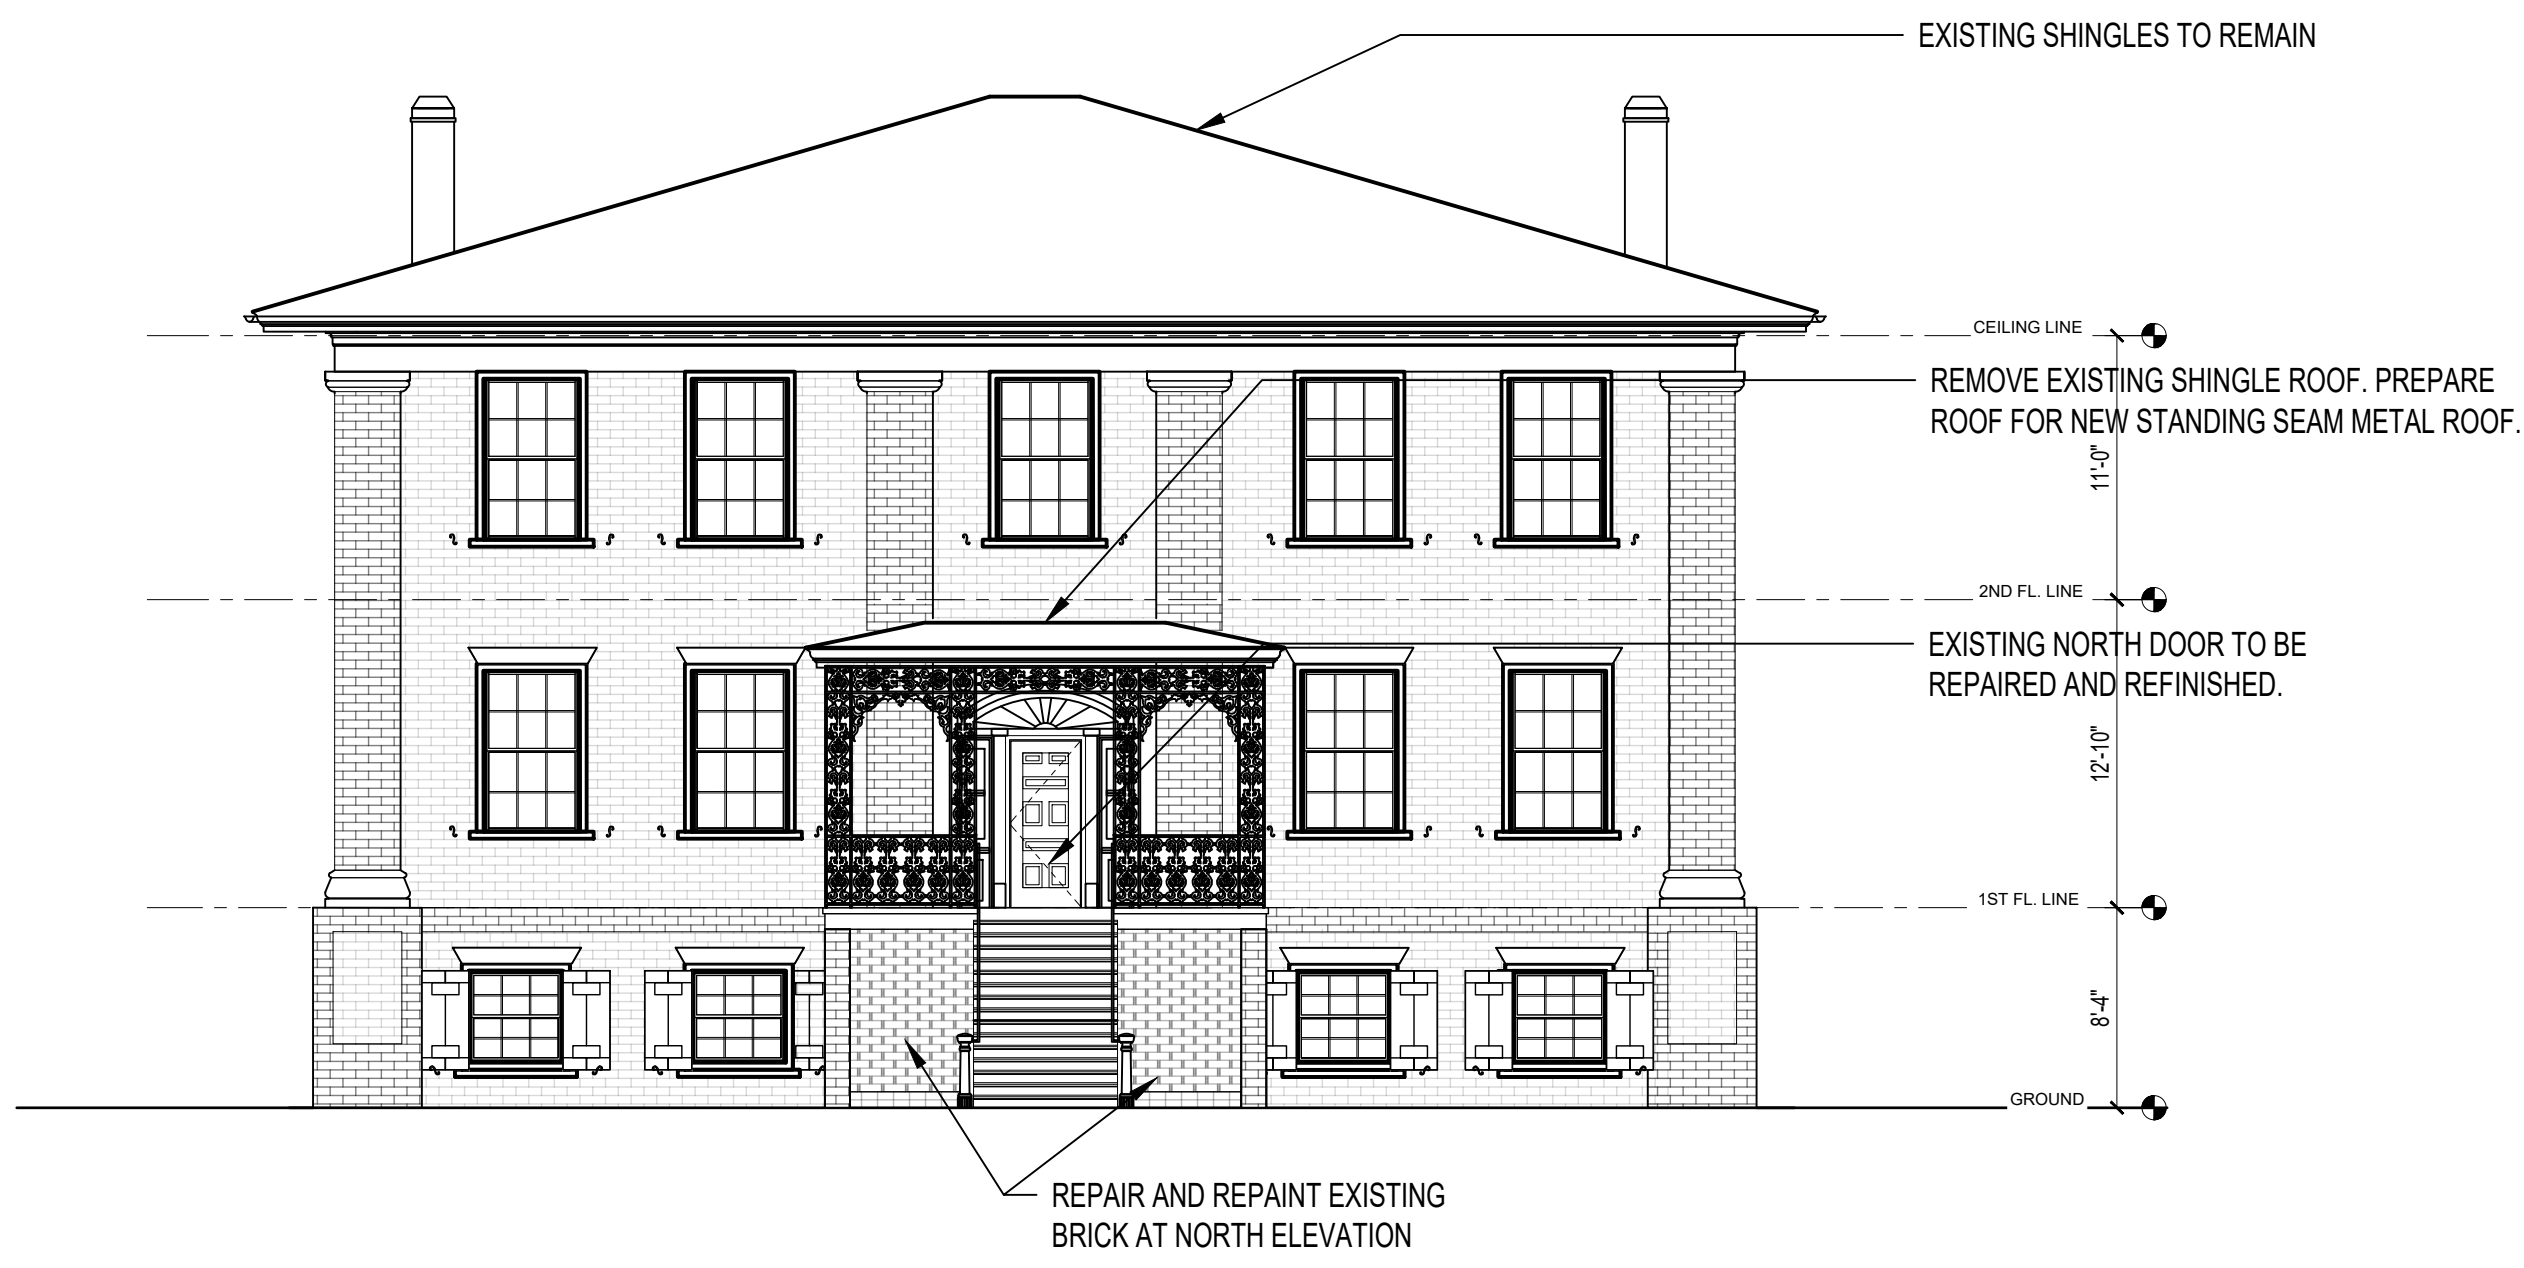 EXISTING SHINGLES TO REMAIN
CEILING LINE
REMOVE EXISTING SHINGLE ROOF. PREPARE
ROOF FOR NEW STANDING SEAM METAL ROOF.
11'-0"
2ND FL. LINE
EXISTING NORTH DOOR TO BE
REPAIRED AND REFINISHED.
12'-10"
1ST FL. LINE
8'-4"
GROUND
REPAIR AND REPAINT EXISTING
BRICK AT NORTH ELEVATION